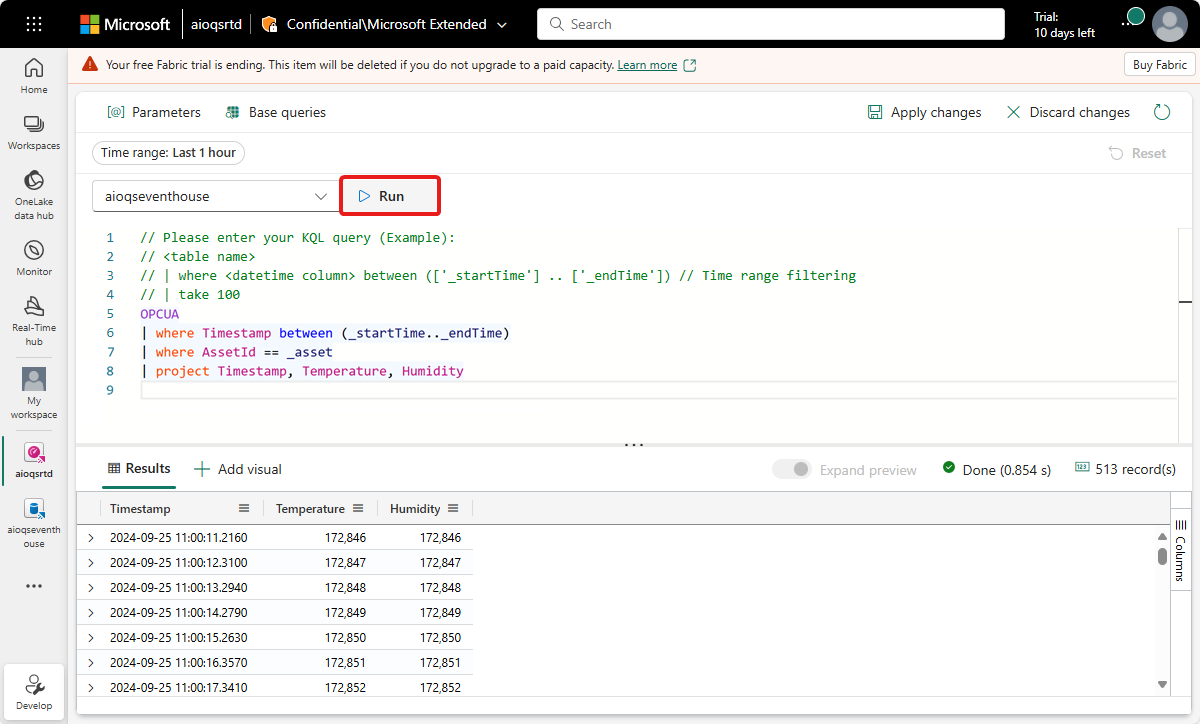 Microsoft aioqsrtd Confidential\Microsoft Extended Search Trial: 10 days left
Your free Fabric trial is ending. This item will be deleted if you do not upgrade to a paid capacity. Learn more Buy Fabric
Home
Workspaces
OneLake
data hub
Monitor
Real-Time
hub
My
workspace
aioqsrtd
aioqseventh
ouse
Develop
[@] Parameters Base queries Apply changes Discard changes
Time range: Last 1 hour Reset
aioqseventhouse Run
1 // Please enter your KQL query (Example):
2 // <table name>
3 // | where <datetime column> between (['_startTime'] .. ['_endTime']) // Time range filtering
4 // | take 100
5 OPCUA
6 | where Timestamp between (_startTime.._endTime)
7 | where AssetId == _asset
8 | project Timestamp, Temperature, Humidity
9
Results Add visual Expand preview Done (0.854 s) 123 513 record(s)
Timestamp Temperature Humidity
2024-09-25 11:00:11.2160 172,846 172,846
2024-09-25 11:00:12.3100 172,847 172,847
2024-09-25 11:00:13.2940 172,848 172,848
2024-09-25 11:00:14.2790 172,849 172,849
2024-09-25 11:00:15.2630 172,850 172,850
2024-09-25 11:00:16.3570 172,851 172,851
2024-09-25 11:00:17.3410 172,852 172,852
Columns